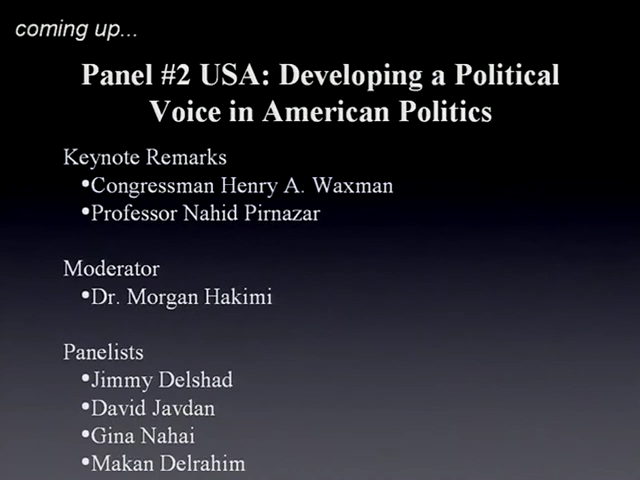 coming up...
Panel #2 USA: Developing a Political
Voice in American Politics
Keynote Remarks
•Congressman Henry A. Waxman
•Professor Nahid Pirnazar
Moderator
•Dr. Morgan Hakimi
Panelists
•Jimmy Delshad
•David Javdan
•Gina Nahai
•Makan Delrahim